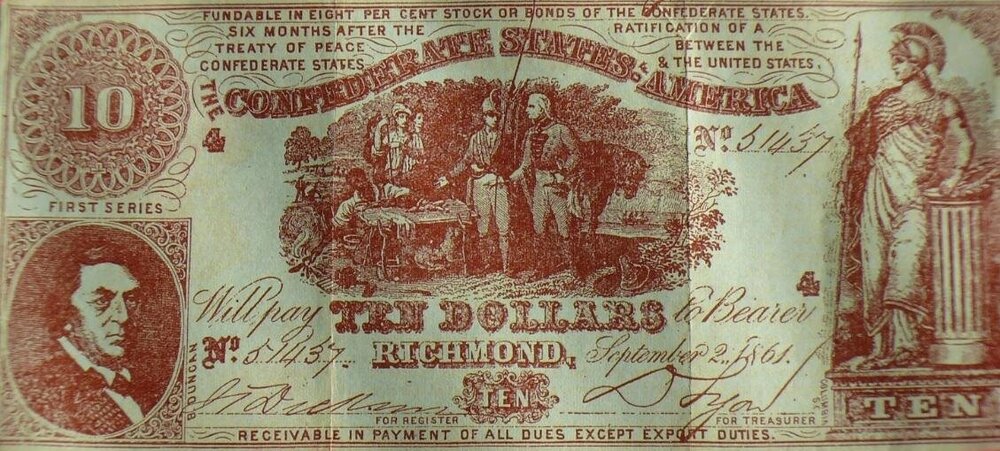 FUNDABLE IN EIGHT PER CENT STOCK OR BONDS OF THE CONFEDERATE STATES.
SIX MONTHS AFTER THE RATIFICATION OF A
TREATY OF PEACE BETWEEN THE
CONFEDERATE STATES & THE UNITED STATES.
THE CONFEDERATE STATES OF AMERICA
10
4
No. 51437
FIRST SERIES
4
Will pay TEN DOLLARS to Bearer
No. 51437 RICHMOND, September 2, 1861.
B. DUNCAN
TEN
TEN
FOR REGISTER FOR TREASURER
RECEIVABLE IN PAYMENT OF ALL DUES EXCEPT EXPORT DUTIES.